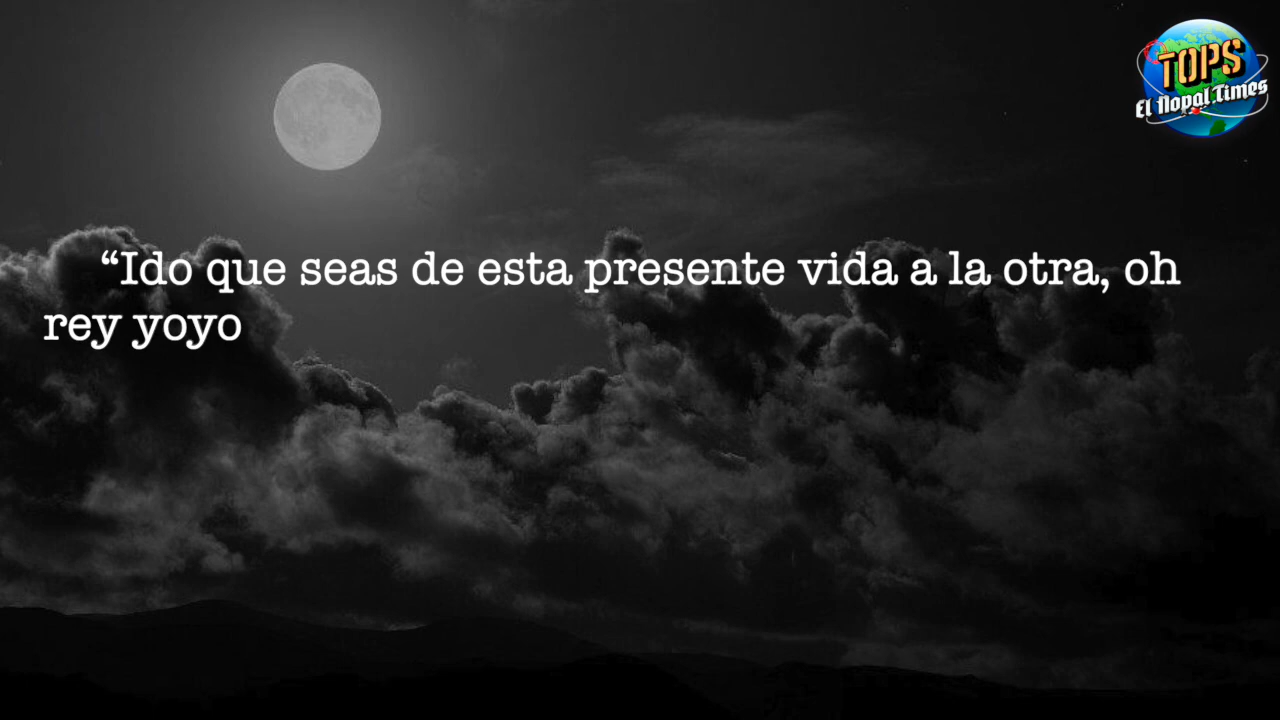 TOPS
El Nopal Times
“Ido que seas de esta presente vida a la otra, oh
rey yoyo